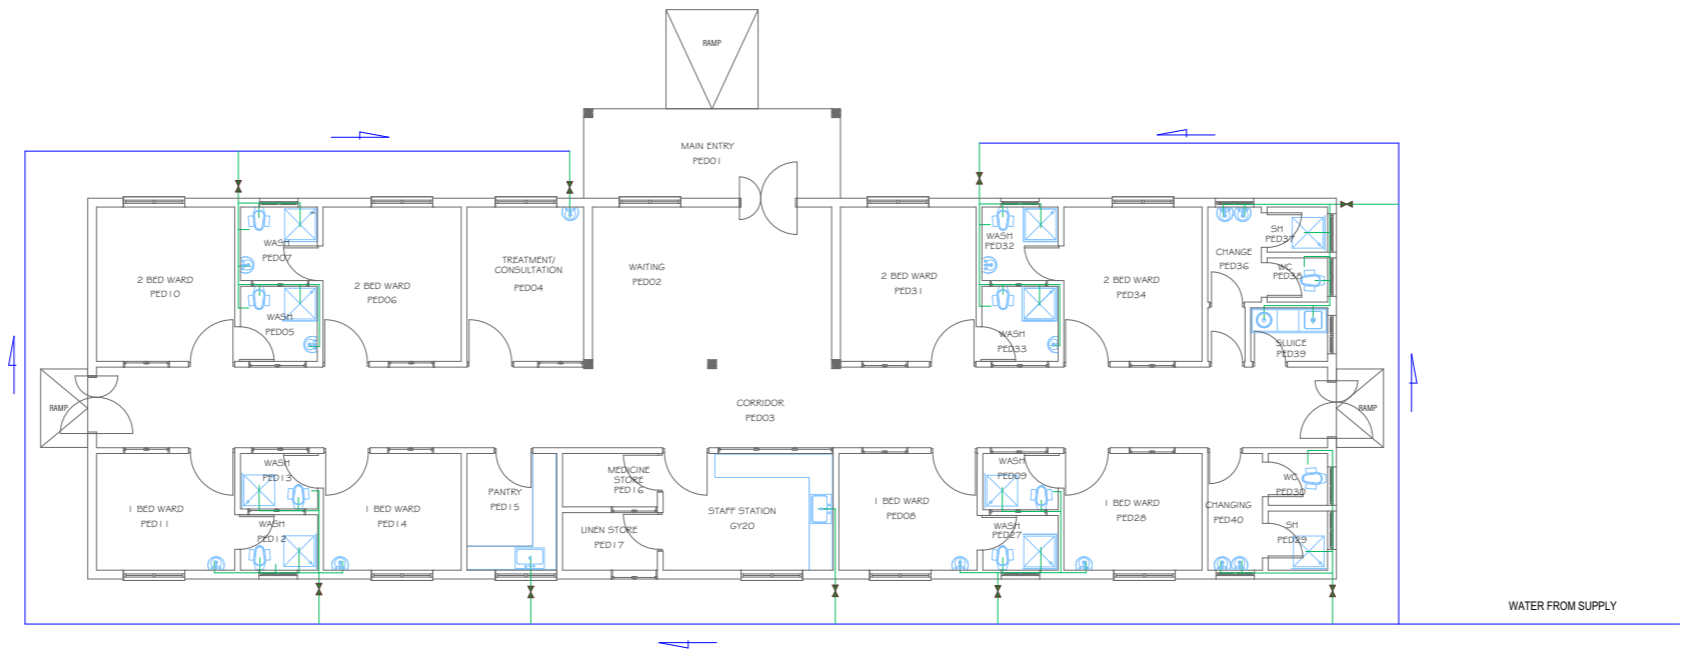 RAMP
MAIN ENTRY
PED01
2 BED WARD
PED10
WASH
PED07
WASH
PED05
2 BED WARD
PED06
TREATMENT/
CONSULTATION
PED04
WAITING
PED02
2 BED WARD
PED31
WASH
PED32
WASH
PED33
2 BED WARD
PED34
CHANGE
PED36
SH
PED37
WC
PED38
SLUICE
PED39
RAMP
CORRIDOR
PED03
RAMP
1 BED WARD
PED11
WASH
PED13
WASH
PED12
1 BED WARD
PED14
PANTRY
PED15
MEDICINE
STORE
PED16
LINEN STORE
PED17
STAFF STATION
GY20
1 BED WARD
PED08
WASH
PED09
WASH
PED27
1 BED WARD
PED28
CHANGING
PED40
WC
PED30
SH
PED29
WATER FROM SUPPLY